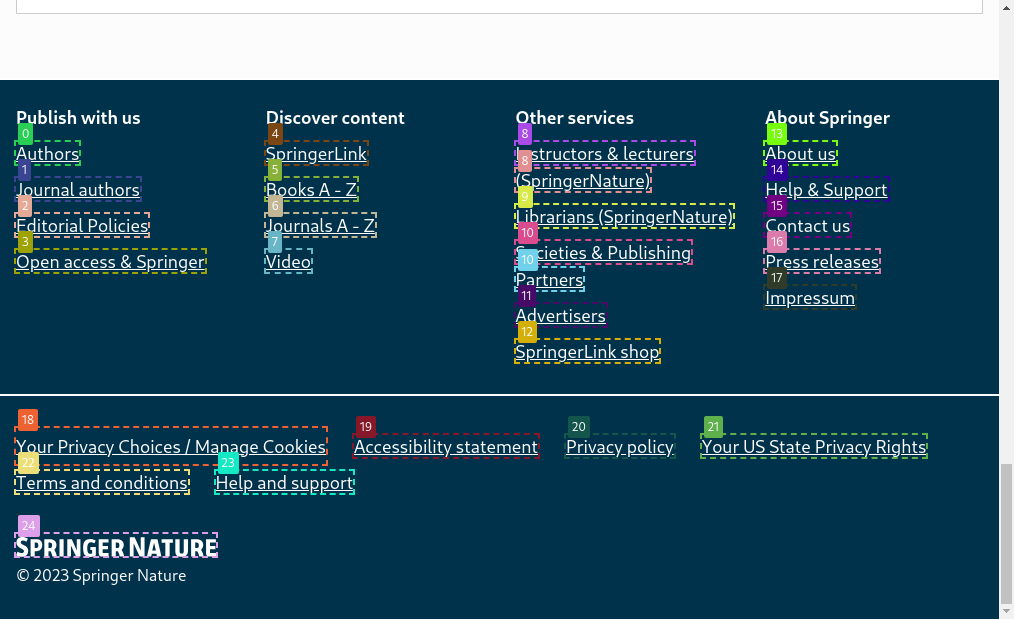 Publish with us
0
Authors
1
Journal authors
2
Editorial Policies
3
Open access & Springer
Discover content
4
SpringerLink
5
Books A - Z
6
Journals A - Z
7
Video
Other services
8
Instructors & lecturers
8
(SpringerNature)
9
Librarians (SpringerNature)
10
Societies & Publishing
10
Partners
11
Advertisers
12
SpringerLink shop
About Springer
13
About us
14
Help & Support
15
Contact us
16
Press releases
17
Impressum
18
Your Privacy Choices / Manage Cookies
19
Accessibility statement
20
Privacy policy
21
Your US State Privacy Rights
22
Terms and conditions
23
Help and support
24
SPRINGER NATURE
© 2023 Springer Nature